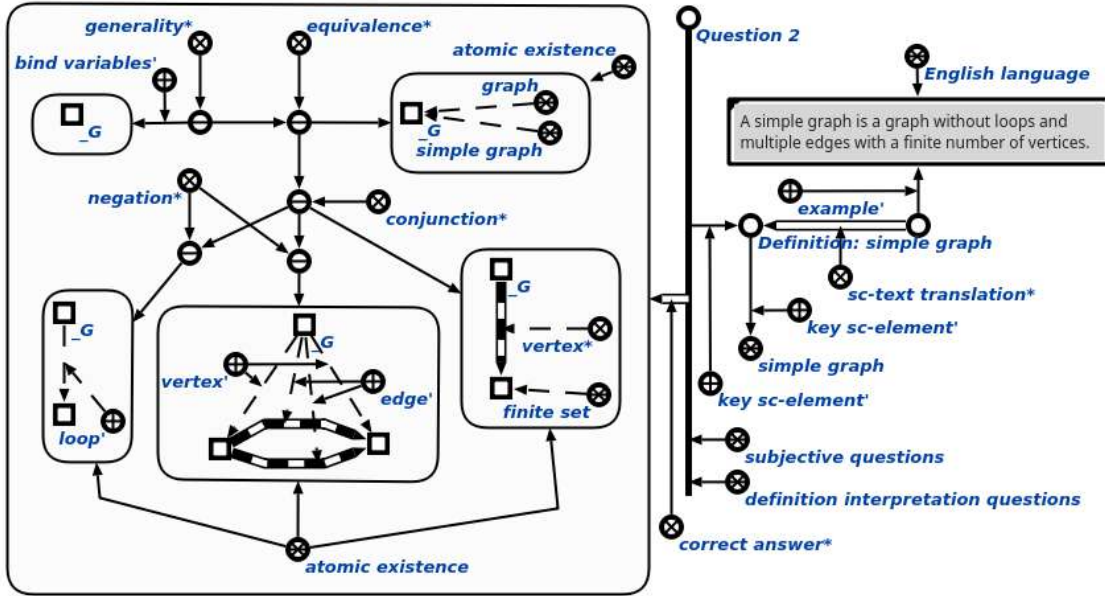 generality*
equivalence*
bind variables'
atomic existence
graph
_G
_G
simple graph
negation*
conjunction*
_G
loop'
_G
vertex'
edge'
_G
vertex*
finite set
atomic existence
Question 2
English language
A simple graph is a graph without loops and
multiple edges with a finite number of vertices.
example'
Definition: simple graph
sc-text translation*
key sc-element'
simple graph
key sc-element'
subjective questions
definition interpretation questions
correct answer*